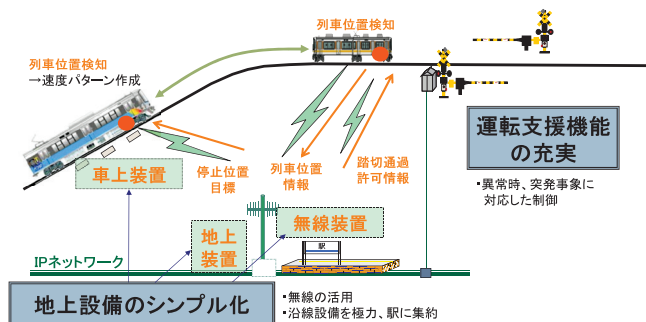 列車位置検知
列車位置検知
→速度パターン作成
運転支援機能
の充実
・異常時、突発事象に
対応した制御
車上装置
停止位置
目標
列車位置
情報
踏切通過
許可情報
地上
装置
無線装置
駅
IPネットワーク
地上設備のシンプル化
・無線の活用
・沿線設備を極力、駅に集約